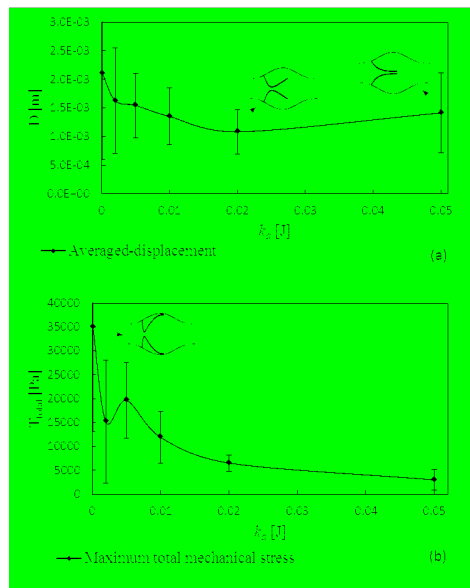 3.0E-03
2.5E-03
2.0E-03
1.5E-03
1.0E-03
5.0E-04
0.0E+00
D [m]
0 0.01 0.02 0.03 0.04 0.05
[J]
Averaged-displacement (a)
40000
35000
30000
25000
20000
15000
10000
5000
0
T total [Pa]
0 0.01 0.02 0.03 0.04 0.05
[J]
Maximum total mechanical stress (b)